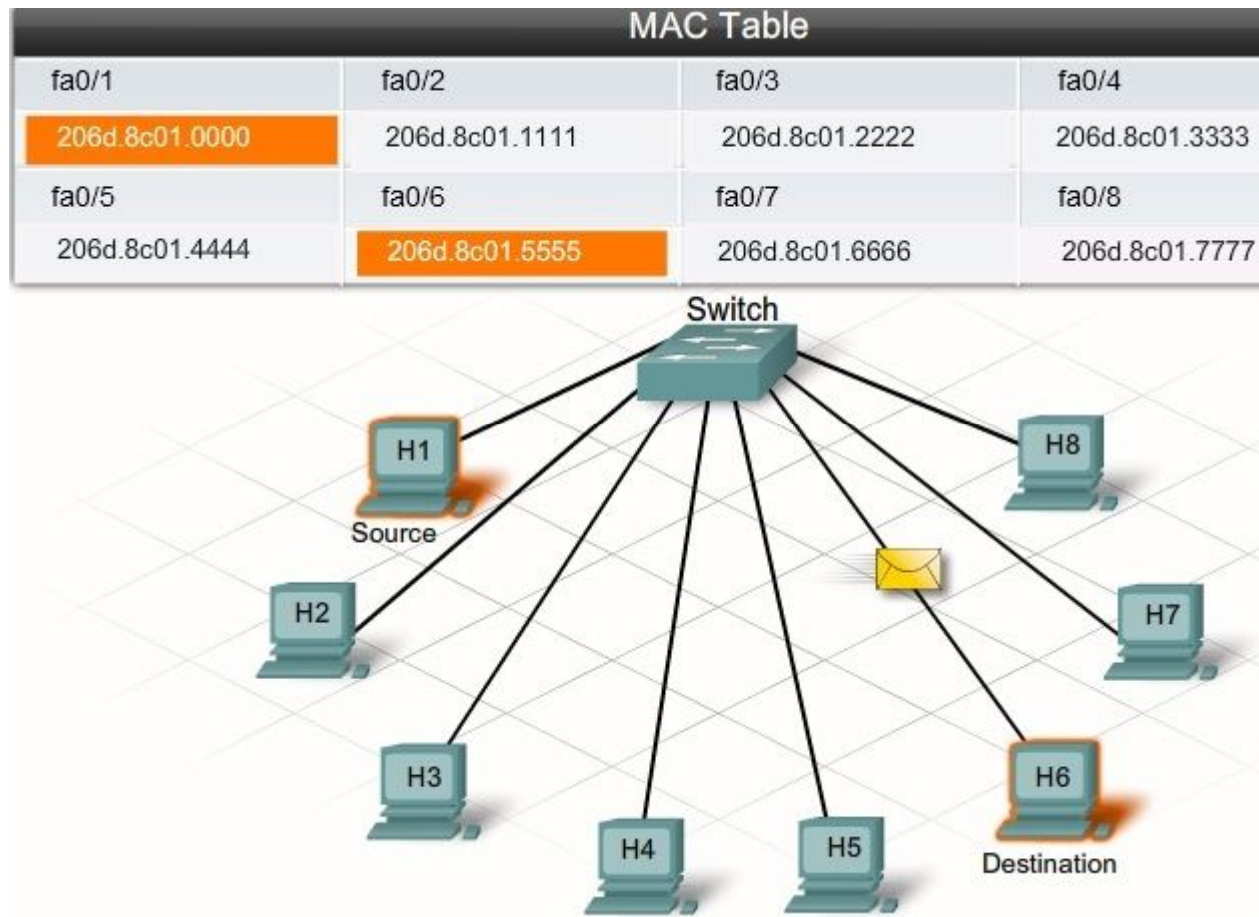 MAC Table
fa0/1 fa0/2 fa0/3 fa0/4
206d.8c01.0000 206d.8c01.1111 206d.8c01.2222 206d.8c01.3333
fa0/5 fa0/6 fa0/7 fa0/8
206d.8c01.4444 206d.8c01.5555 206d.8c01.6666 206d.8c01.7777
Switch
H1
H8
Source
H2
H7
H3
H6
H4
H5
Destination